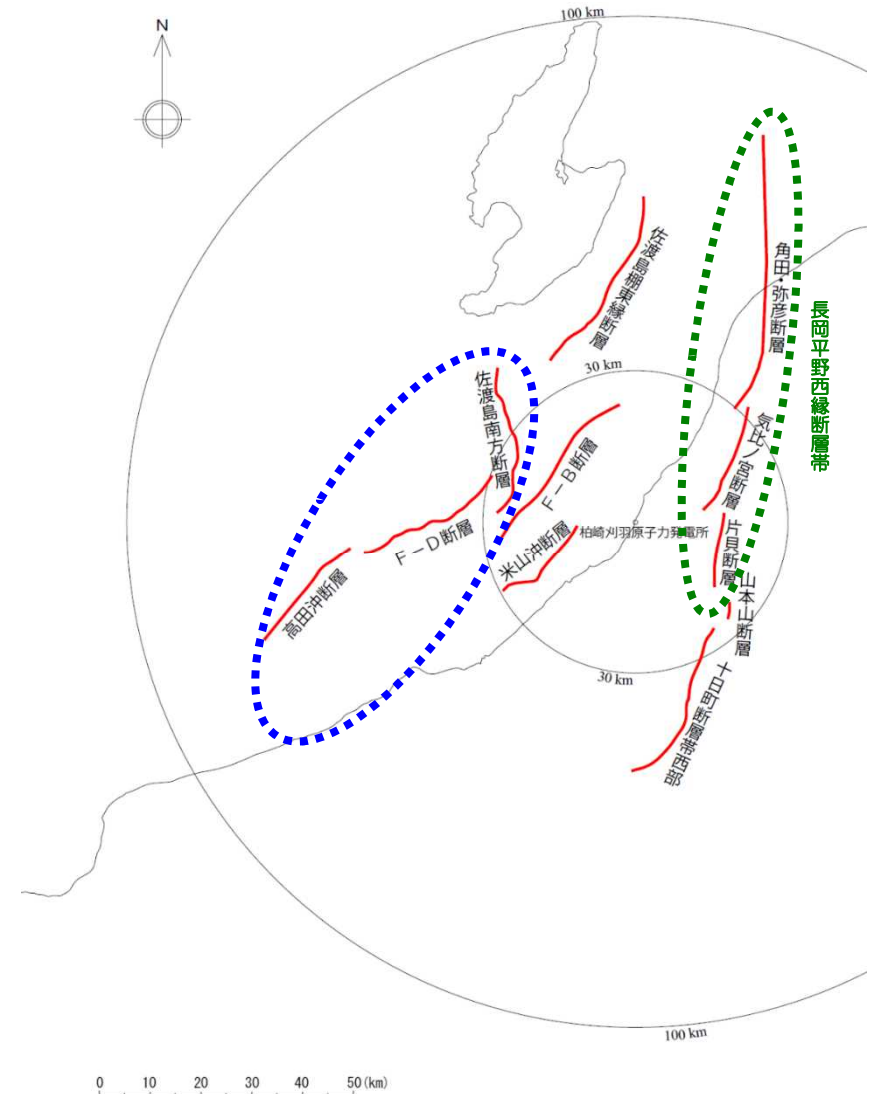 100 km
N
佐渡島棚東縁断層
角田・弥彦断層
長岡平野西縁断層帯
30 km
佐渡島南方断層
気比ノ宮断層
F－B断層
F－D断層
米山沖断層
柏崎刈羽原子力発電所
片貝断層
高田沖断層
山本山断層
30 km
十日町断層帯西部
100 km
0 10 20 30 40 50(km)